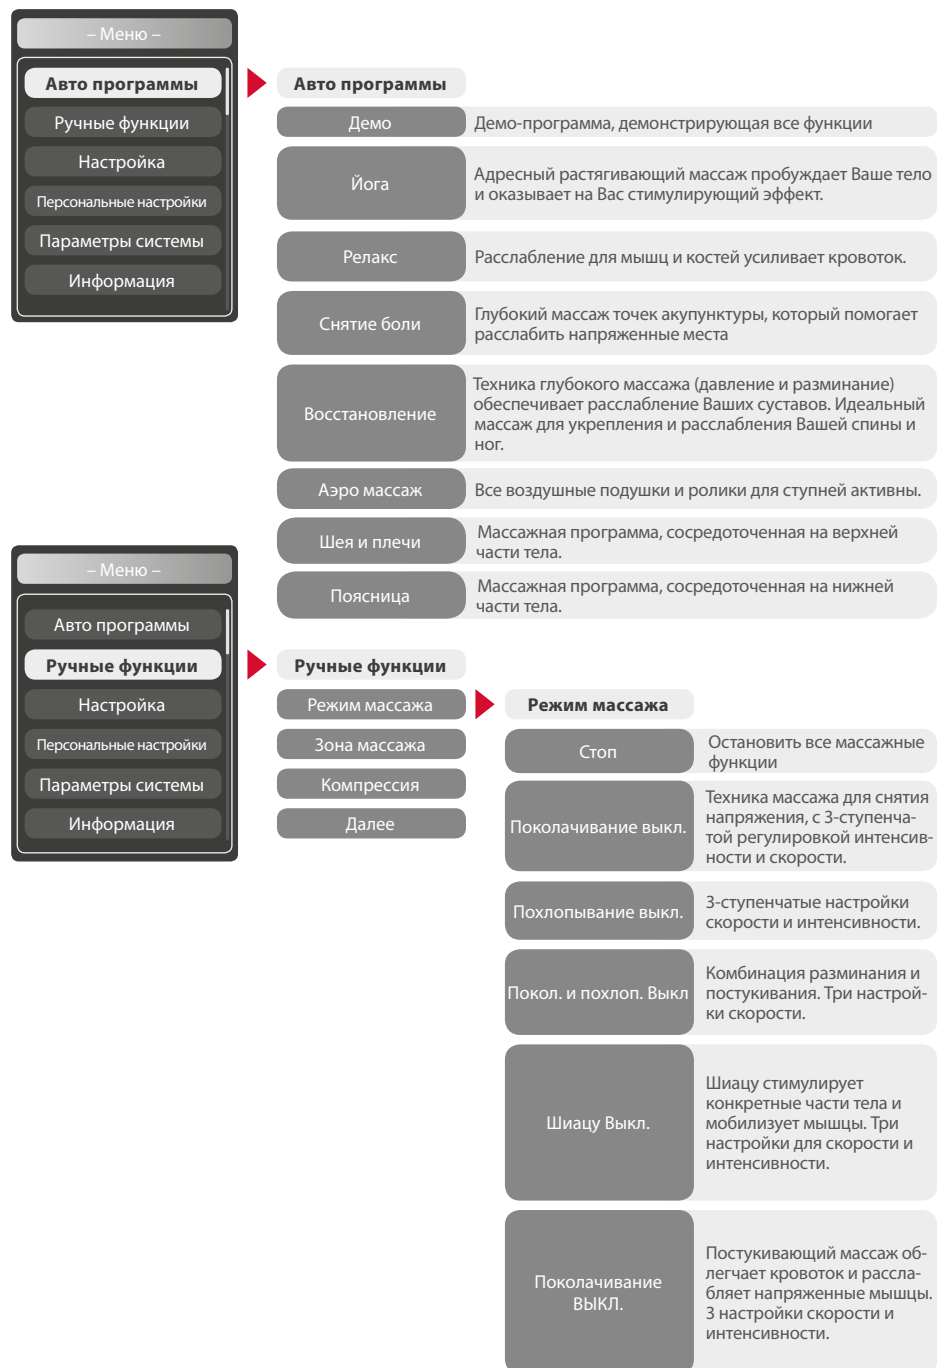 – Меню –
Авто программы
Ручные функции
Настройка
Персональные настройки
Параметры системы
Информация
Авто программы
Демо
Демо-программа, демонстрирующая все функции
Йога
Адресный растягивающий массаж пробуждает Ваше тело
и оказывает на Вас стимулирующий эффект.
Релакс
Расслабление для мышц и костей усиливает кровоток.
Снятие боли
Глубокий массаж точек акупунктуры, который помогает
расслабить напряженные места
Восстановление
Техника глубокого массажа (давление и разминание)
обеспечивает расслабление Ваших суставов. Идеальный
массаж для укрепления и расслабления Вашей спины и
ног.
Аэро массаж
Все воздушные подушки и ролики для ступней активны.
Шея и плечи
Массажная программа, сосредоточенная на верхней
части тела.
Поясница
Массажная программа, сосредоточенная на нижней
части тела.
– Меню –
Авто программы
Ручные функции
Настройка
Персональные настройки
Параметры системы
Информация
Ручные функции
Режим массажа
Зона массажа
Компрессия
Далее
Режим массажа
Стоп
Остановить все массажные
функции
Поколачивание выкл.
Техника массажа для снятия
напряжения, с 3-ступенча-
той регулировкой интенсив-
ности и скорости.
Похлопывание выкл.
3-ступенчатые настройки
скорости и интенсивности.
Покол. и похлоп. Выкл
Комбинация разминания и
постукивания. Три настрой-
ки скорости.
Шиацу Выкл.
Шиацу стимулирует
конкретные части тела и
мобилизует мышцы. Три
настройки для скорости и
интенсивности.
Поколачивание
ВЫКЛ.
Постукивающий массаж об-
легчает кровоток и рассла-
бляет напряженные мышцы.
3 настройки скорости и
интенсивности.